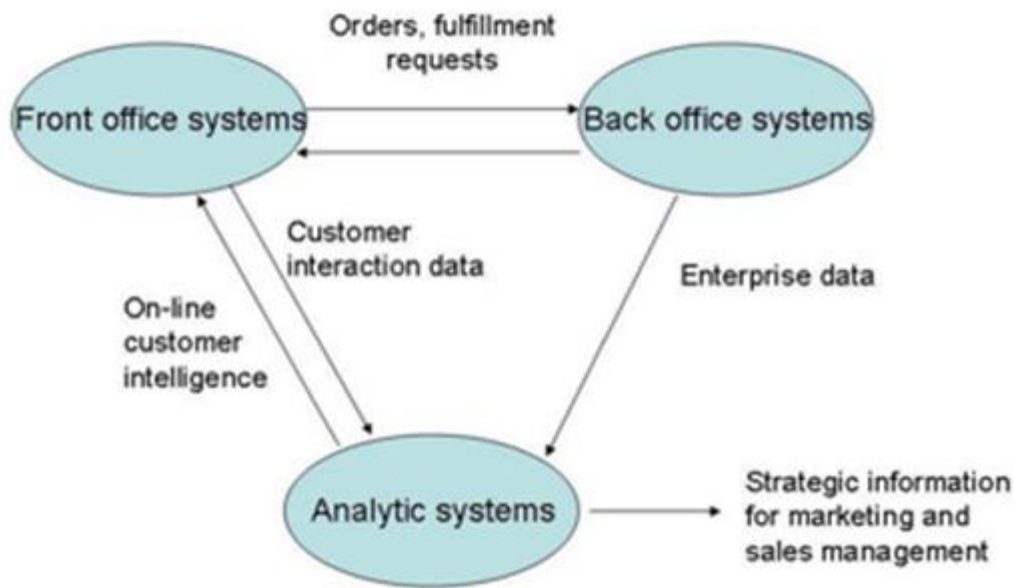 Orders, fulfillment
requests
Front office systems
Back office systems
Customer
interaction data
Enterprise data
On-line
customer
intelligence
Analytic systems
Strategic information
for marketing and
sales management